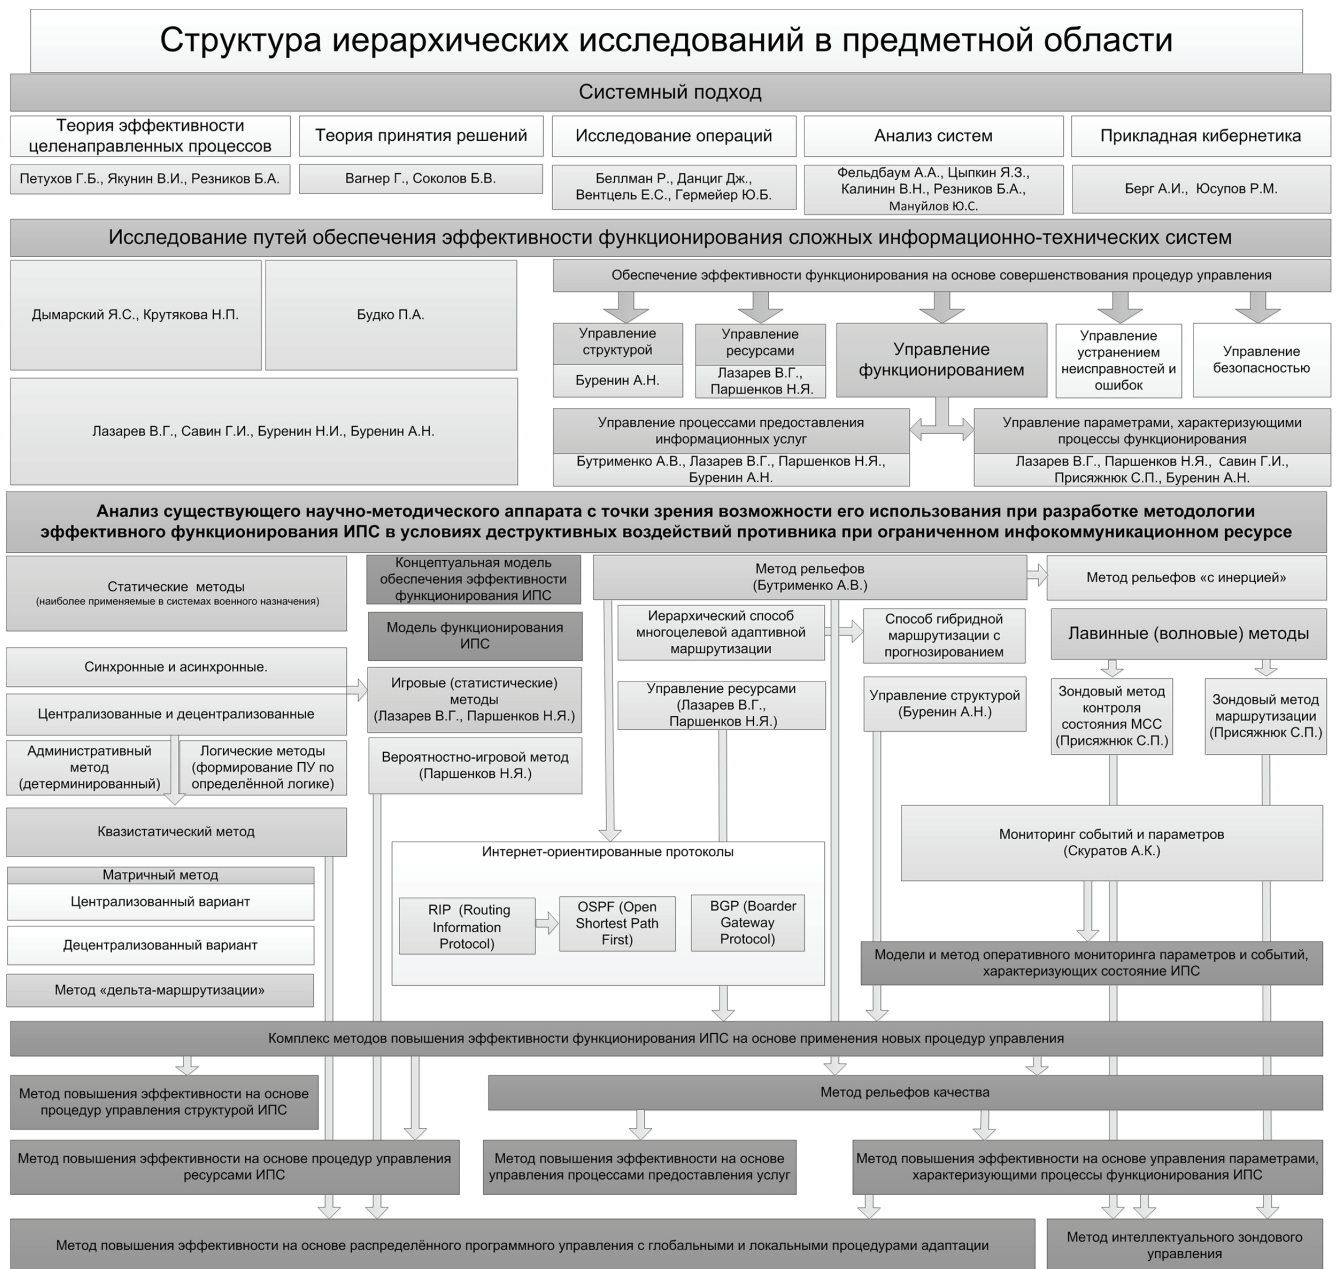 Структура иерархических исследований в предметной области
Системный подход
Теория эффективности
целенаправленных процессов
Теория принятия решений
Исследование операций
Анализ систем
Прикладная кибернетика
Петухов Г.Б., Якунин В.И., Резников Б.А.
Вагнер Г., Соколов Б.В.
Беллман Р., Данциг Дж.,
Вентцель Е.С., Гермейер Ю.Б.
Фельдбаум А.А., Цыпкин Я.З.,
Калинин В.Н., Резников Б.А.,
Мануйлов Ю.С.
Берг А.И., Юсупов Р.М.
Исследование путей обеспечения эффективности функционирования сложных информационно-технических систем
Дымарский Я.С., Крутякова Н.П.
Будко П.А.
Лазарев В.Г., Савин Г.И., Буренин Н.И., Буренин А.Н.
Обеспечение эффективности функционирования на основе совершенствования процедур управления
Управление
структурой
Буренин А.Н.
Управление
ресурсами
Лазарев В.Г.,
Паршенков Н.Я.
Управление
функционированием
Управление
устранением
неисправностей и
ошибок
Управление
безопасностью
Управление процессами предоставления
информационных услуг
Бутрименко А.В., Лазарев В.Г., Паршенков Н.Я.,
Буренин А.Н.
Управление параметрами, характеризующими
процессы функционирования
Лазарев В.Г., Паршенков Н.Я., Савин Г.И.,
Присяжнюк С.П., Буренин А.Н.
Анализ существующего научно-методического аппарата с точки зрения возможности его использования при разработке методологии
эффективного функционирования ИПС в условиях деструктивных воздействий противника при ограниченном инфокоммуникационном ресурсе
Статические методы
(наиболее применяемые в системах военного назначения)
Синхронные и асинхронные.
Централизованные и децентрализованные
Административный
метод
(детерминированный)
Логические методы
(формирование ПУ по
определённой логике)
Квазистатический метод
Матричный метод
Централизованный вариант
Децентрализованный вариант
Метод «дельта-маршрутизации»
Концептуальная модель
обеспечения эффективности
функционирования ИПС
Модель функционирования
ИПС
Игровые (статистические)
методы
(Лазарев В.Г., Паршенков Н.Я.)
Вероятностно-игровой метод
(Паршенков Н.Я.)
Метод рельефов
(Бутрименко А.В.)
Метод рельефов «с инерцией»
Иерархический способ
многоцелевой адаптивной
маршрутизации
Способ гибридной
маршрутизации с
прогнозированием
Лавинные (волновые) методы
Управление ресурсами
(Лазарев В.Г.,
Паршенков Н.Я.)
Управление структурой
(Буренин А.Н.)
Зондовый метод
контроля
состояния МСС
(Присяжнюк С.П.)
Зондовый метод
маршрутизации
(Присяжнюк С.П.)
Мониторинг событий и параметров
(Скуратов А.К.)
Интернет-ориентированные протоколы
RIP (Routing
Information
Protocol)
OSPF (Open
Shortest Path
First)
BGP (Boarder
Gateway
Protocol)
Модели и метод оперативного мониторинга параметров и событий,
характеризующих состояние ИПС
Комплекс методов повышения эффективности функционирования ИПС на основе применения новых процедур управления
Метод повышения эффективности на основе
процедур управления структурой ИПС
Метод рельефов качества
Метод повышения эффективности на основе процедур управления
ресурсами ИПС
Метод повышения эффективности на основе
управления процессами предоставления услуг
Метод повышения эффективности на основе управления параметрами,
характеризующими процессы функционирования ИПС
Метод повышения эффективности на основе распределённого программного управления с глобальными и локальными процедурами адаптации
Метод интеллектуального зондового
управления